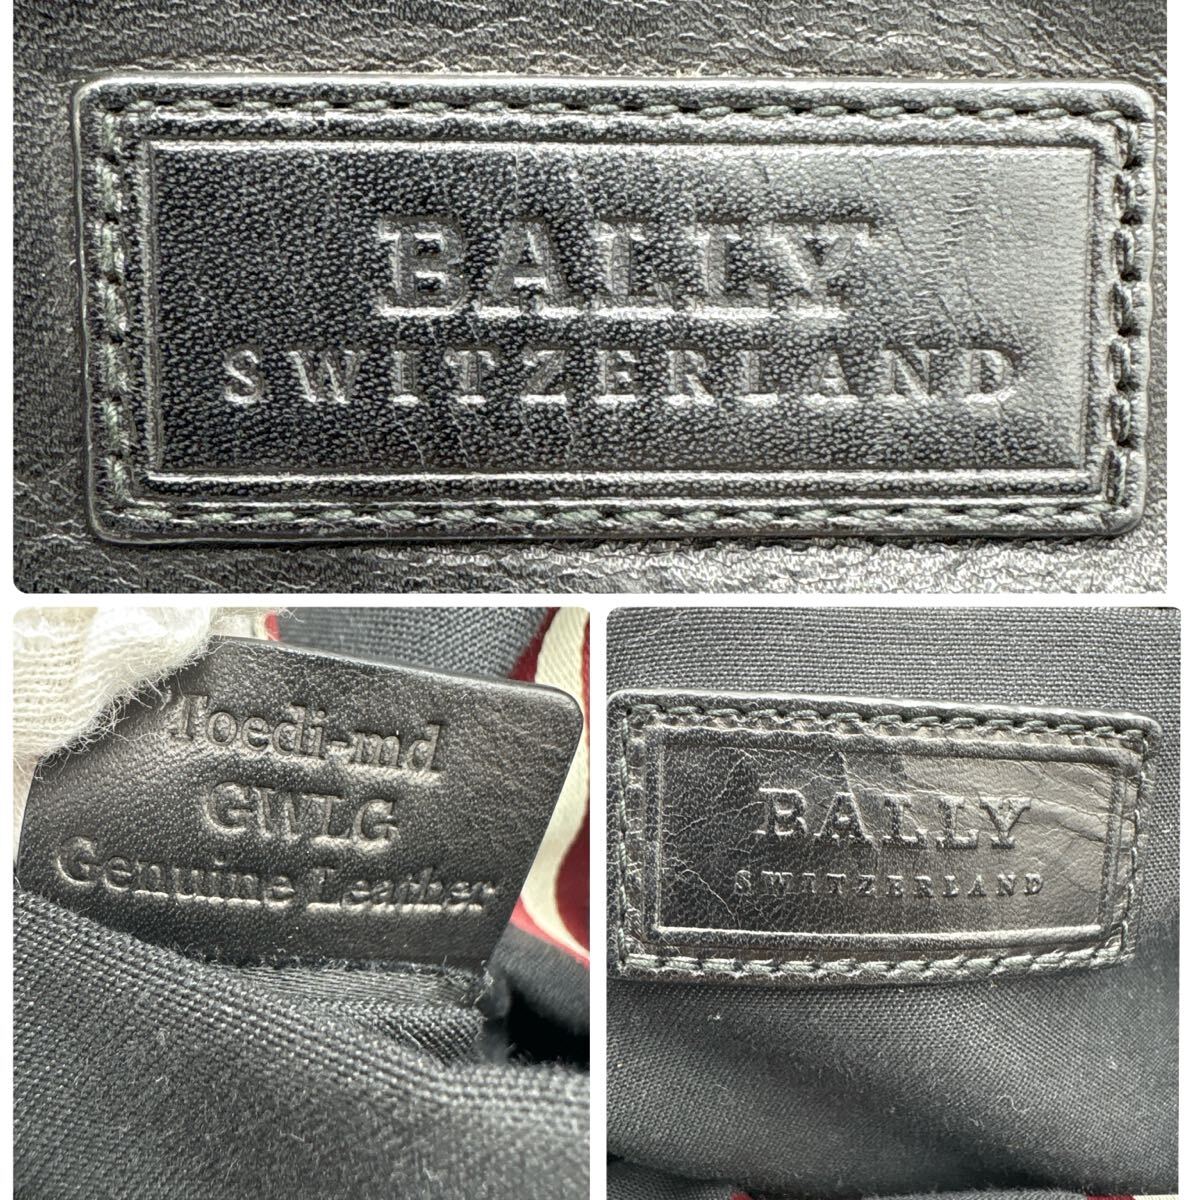 BALLY
SWITZERLAND
Toedi-md
GWLG
Genuine Leather
BALLY
SWITZERLAND